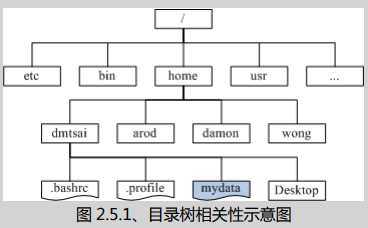 /
etc bin home usr ...
dmtsai arod damon wong
.bashrc .profile mydata Desktop
图 2.5.1、目录树相关性示意图